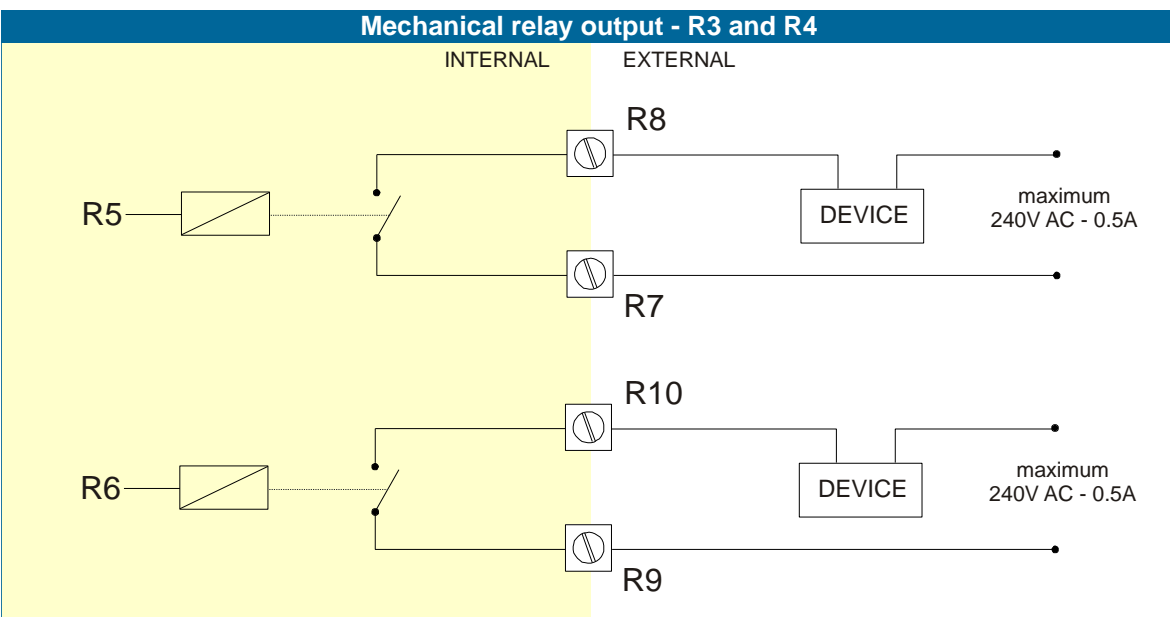 Mechanical relay output - R3 and R4
INTERNAL
EXTERNAL
R8
R5
DEVICE
maximum
240V AC - 0.5A
R7
R10
R6
DEVICE
maximum
240V AC - 0.5A
R9